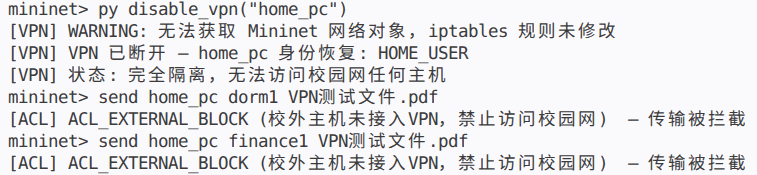 mininet> py disable_vpn("home_pc")
[VPN] WARNING: 无法获取 Mininet 网络对象，iptables 规则未修改
[VPN] VPN 已断开 — home_pc 身份恢复: HOME_USER
[VPN] 状态: 完全隔离，无法访问校园网任何主机
mininet> send home_pc dorm1 VPN测试文件.pdf
[ACL] ACL_EXTERNAL_BLOCK (校外主机未接入VPN，禁止访问校园网) — 传输被拦截
mininet> send home_pc finance1 VPN测试文件.pdf
[ACL] ACL_EXTERNAL_BLOCK (校外主机未接入VPN，禁止访问校园网) — 传输被拦截